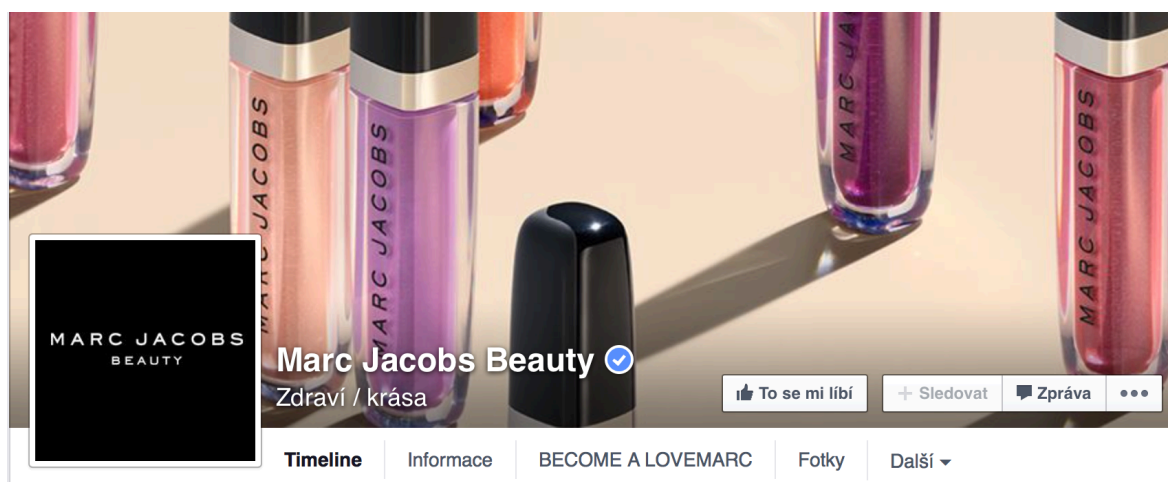 MARC JACOBS
MARC JACOBS
MARC JA
MARC JACOBS
MARC JACOBS
BEAUTY
Marc Jacobs Beauty
Zdraví / krása
To se mi líbí
+ Sledovat
Zpráva
Timeline
Informace
BECOME A LOVEMARC
Fotky
Další